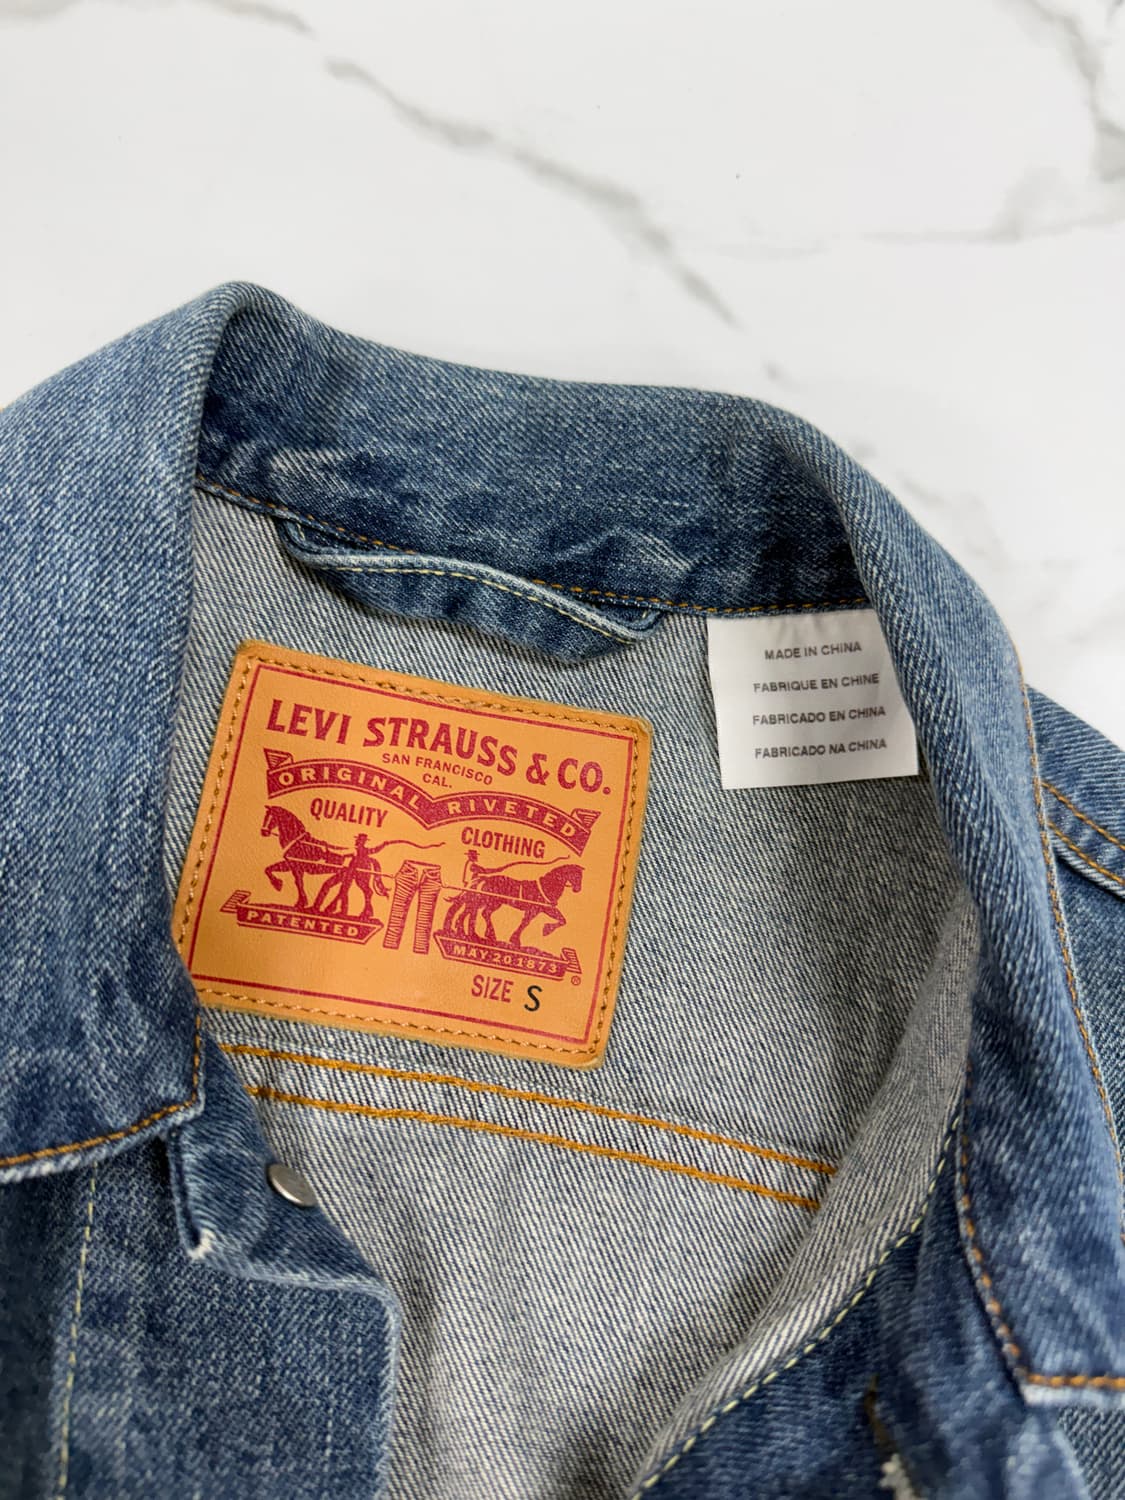 LEVI STRAUSS & CO.
SAN FRANCISCO
CAL.
ORIGINAL RIVETED
QUALITY CLOTHING
PATENTED MAY 20 1873
®
SIZE S
MADE IN CHINA
FABRIQUE EN CHINE
FABRICADO EN CHINA
FABRICADO NA CHINA